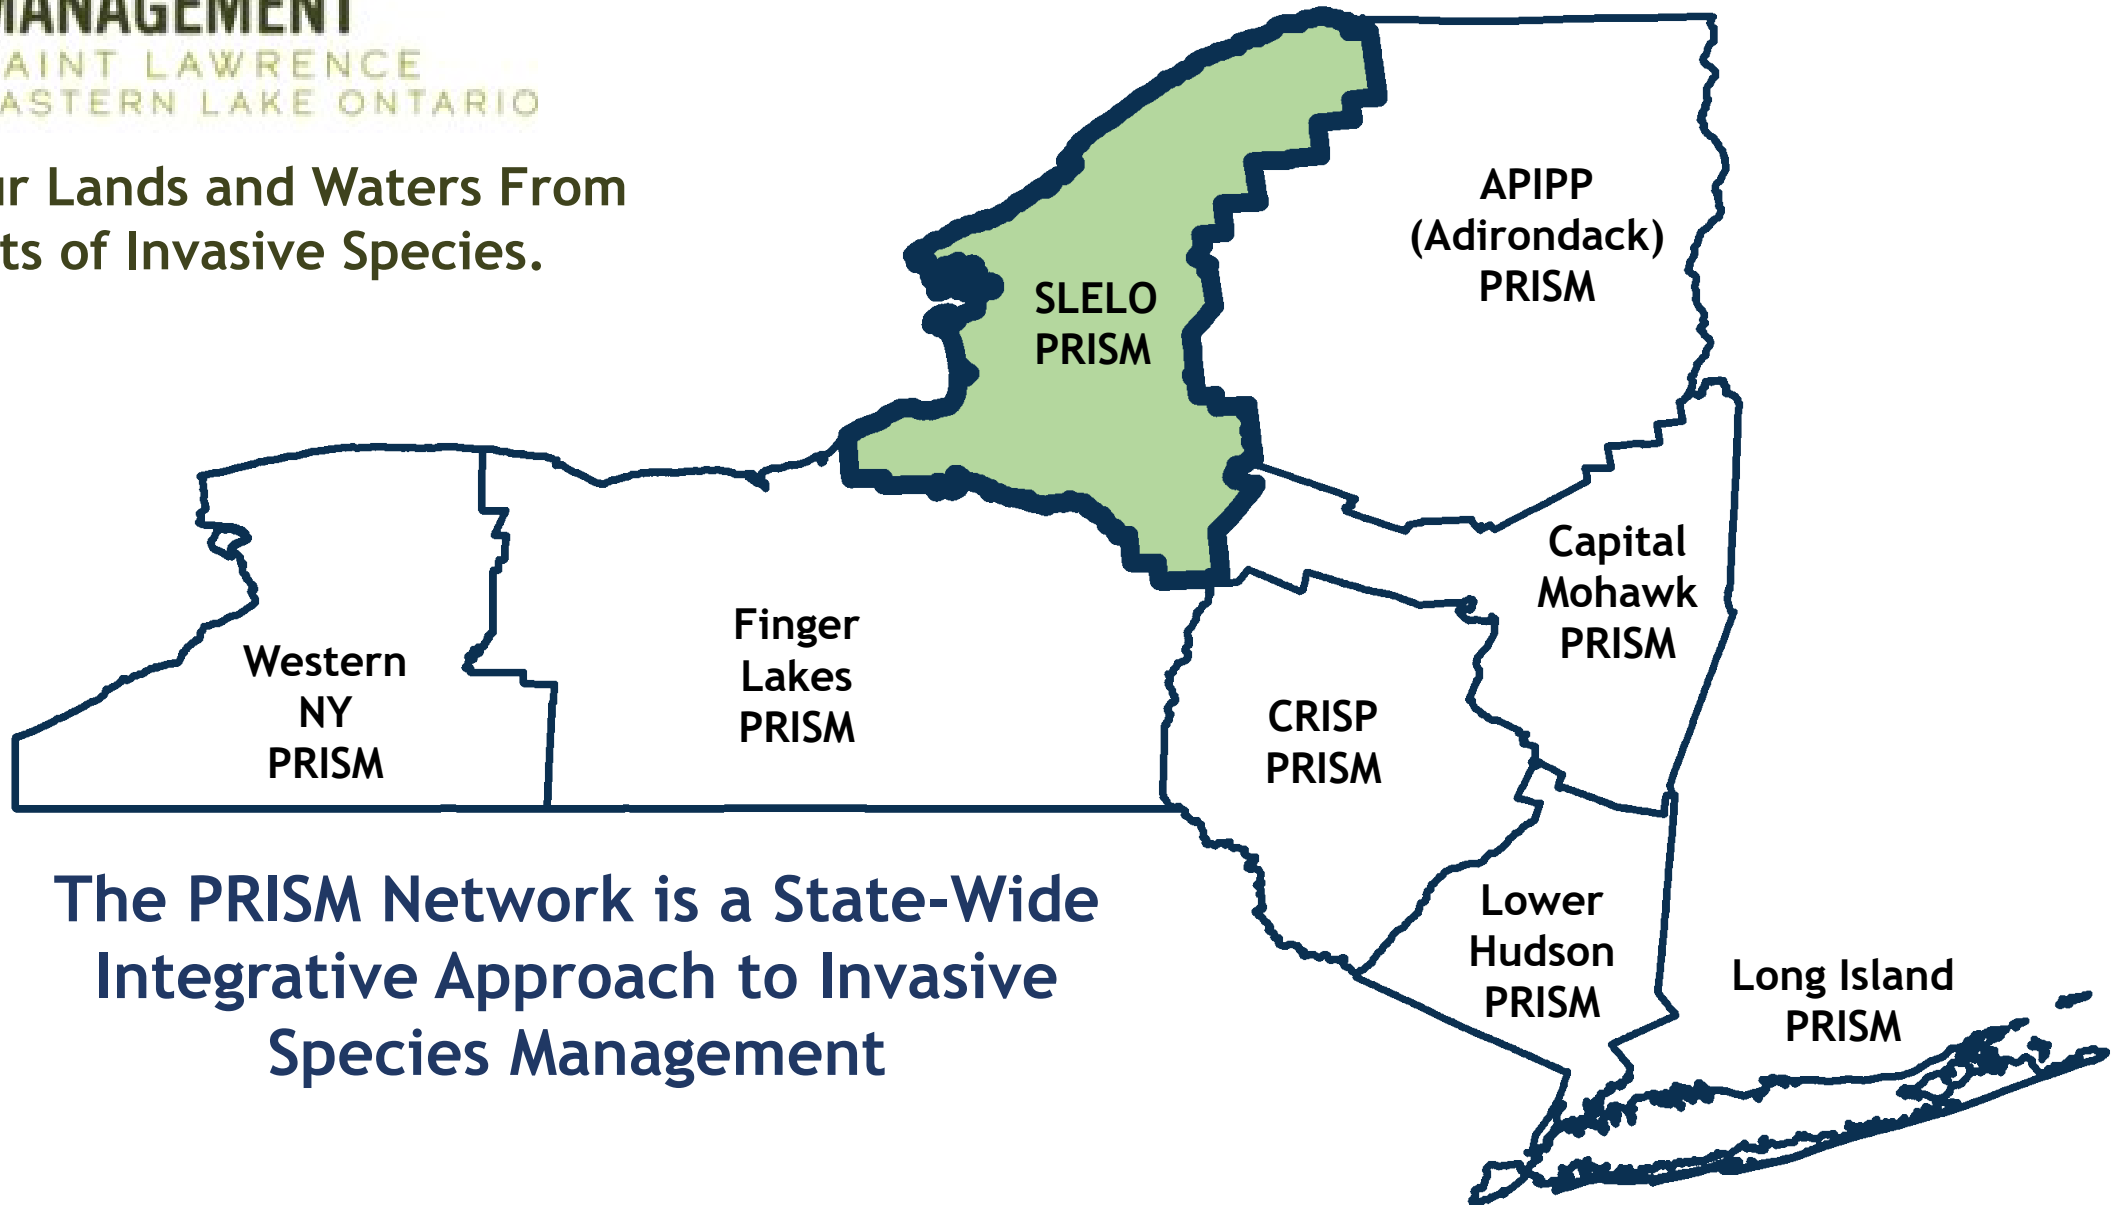 MANAGEMENT
AINT LAWRENCE
ASTERN LAKE ONTARIO
ur Lands and Waters From
ts of Invasive Species.
APIPP
(Adirondack)
PRISM
SLELO
PRISM
Capital
Mohawk
PRISM
Finger
Lakes
PRISM
Western
NY
PRISM
CRISP
PRISM
The PRISM Network is a State-Wide
Integrative Approach to Invasive
Species Management
Lower
Hudson
PRISM
Long Island
PRISM